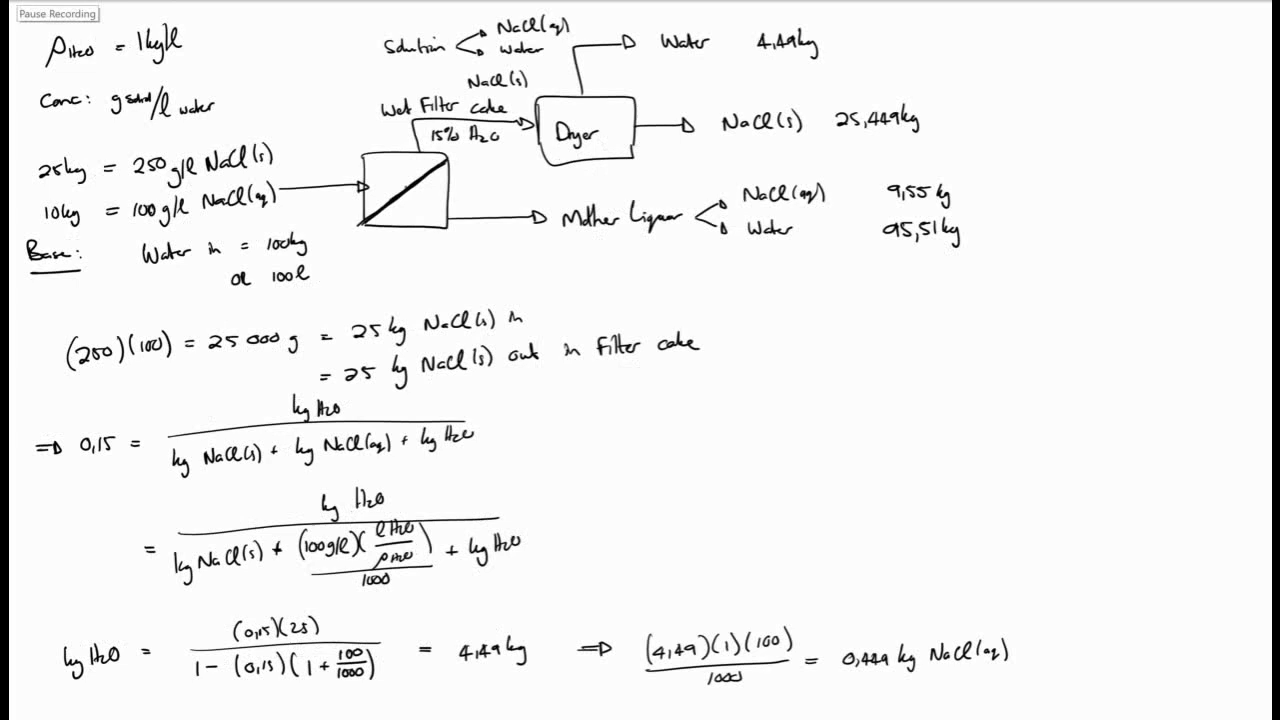 Pause Recording
ρH2O = 1kg/l
Conc: g solid/l water
25kg = 250g/l NaCl(s)
10kg = 100g/l NaCl(aq)
Base: Water in = 100kg
or 100l
Solution
NaCl(aq)
Water
NaCl(s)
Wet Filter cake
15% H2O
Dryer
Water 4,49kg
NaCl(s) 25,449kg
Mother Liquor
NaCl(aq) 9,55kg
Water 95,51kg
(250)(100) = 25 000 g = 25 kg NaCl(s) in
= 25 kg NaCl(s) out in Filter cake
⇒ 0,15 = kg H2O / (kg NaCl(s) + kg NaCl(aq) + kg H2O)
= kg H2O / (kg NaCl(s) + (100g/l)(l H2O/ρH2O)/1000 + kg H2O)
kg H2O = (0,15)(25) / (1 - (0,15)(1 + 100/1000)) = 4,49kg ⇒ (4,49)(1)(100)/1000 = 0,449 kg NaCl(aq)